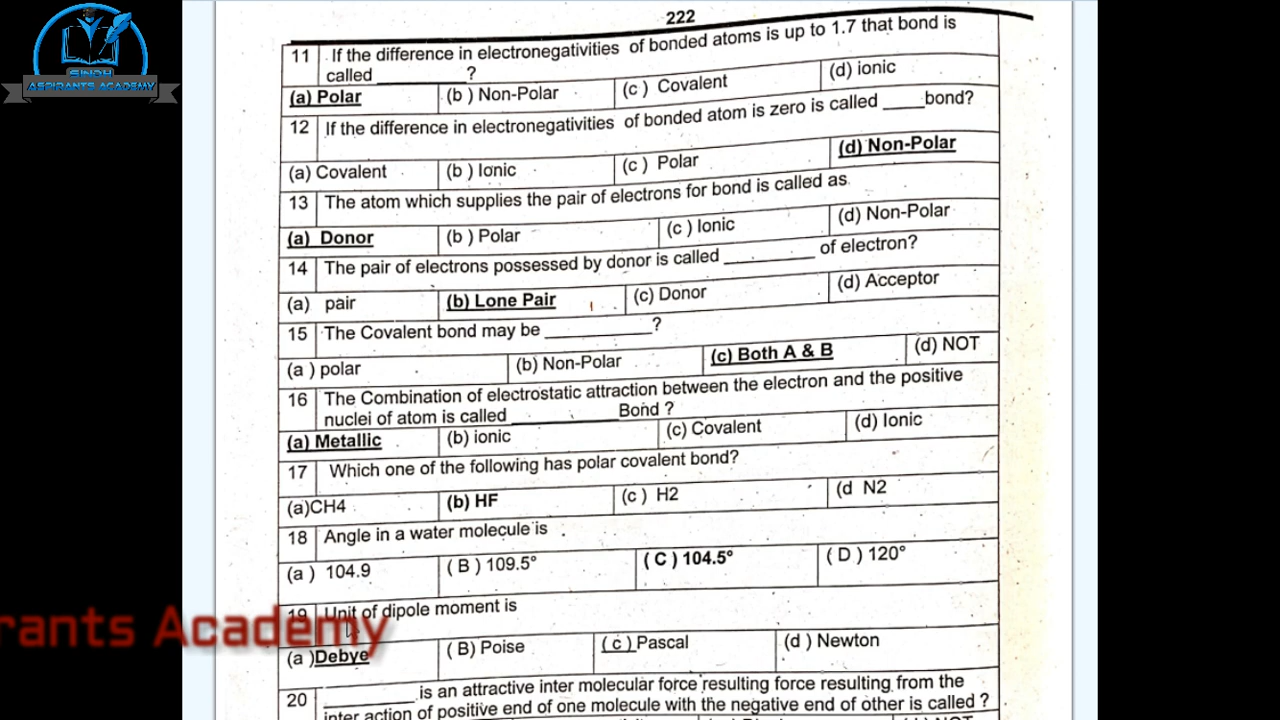 222
SINDH
ASPIRANTS ACADEMY
11 If the difference in electronegativities of bonded atoms is up to 1.7 that bond is
called __________?
(a) Polar (b ) Non-Polar (c ) Covalent (d) ionic
12 If the difference in electronegativities of bonded atom is zero is called ____bond?
(a) Covalent (b ) Ionic (c ) Polar (d) Non-Polar
13 The atom which supplies the pair of electrons for bond is called as
(a) Donor (b ) Polar (c ) Ionic (d) Non-Polar
14 The pair of electrons possessed by donor is called __________ of electron?
(a) pair (b) Lone Pair (c) Donor (d) Acceptor
15 The Covalent bond may be ____________?
(a ) polar (b) Non-Polar (c) Both A & B (d) NOT
16 The Combination of electrostatic attraction between the electron and the positive
nuclei of atom is called ____________Bond ?
(a) Metallic (b) ionic (c) Covalent (d) Ionic
17 Which one of the following has polar covalent bond?
(a)CH4 (b) HF (c ) H2 (d N2
18 Angle in a water molecule is
(a ) 104.9 ( B ) 109.5° ( C ) 104.5° ( D ) 120°
19 Unit of dipole moment is
rants Academy
(a )Debye ( B) Poise ( c ) Pascal (d ) Newton
20 __________ is an attractive inter molecular force resulting force resulting from the
inter action of positive end of one molecule with the negative end of other is called ?